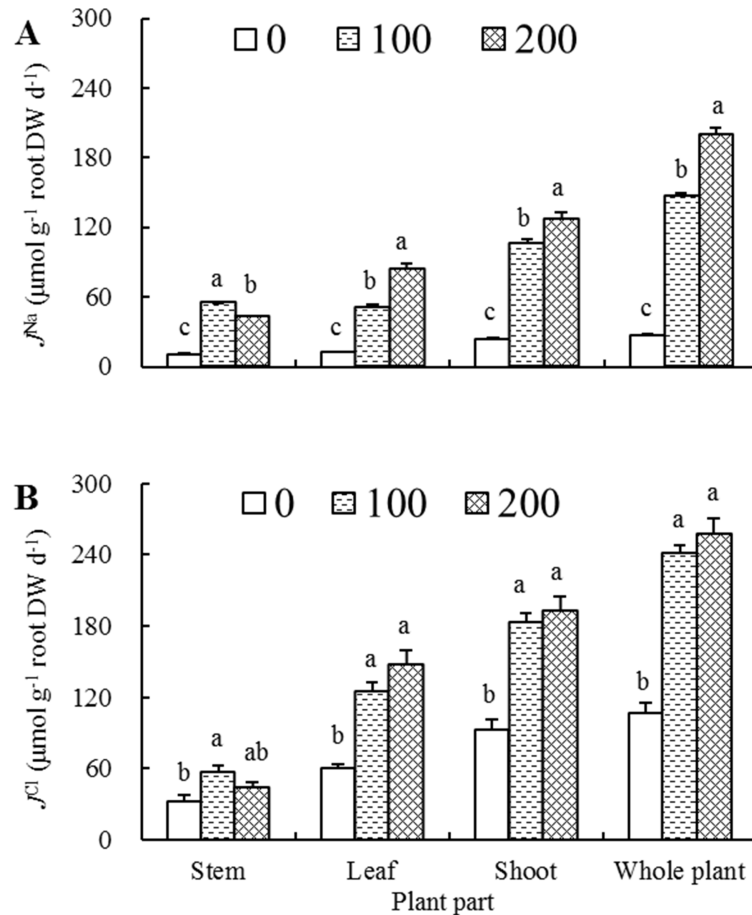 A
300
0 100 200
240
180
120
60
0
J^Na (µmol g^-1 root DW d^-1)
c a b
c b a
c b a
c b a
B
300
0 100 200
240
180
120
60
0
J^Cl (µmol g^-1 root DW d^-1)
b a ab
b a a
b a a
b a a
Stem Leaf Shoot Whole plant
Plant part